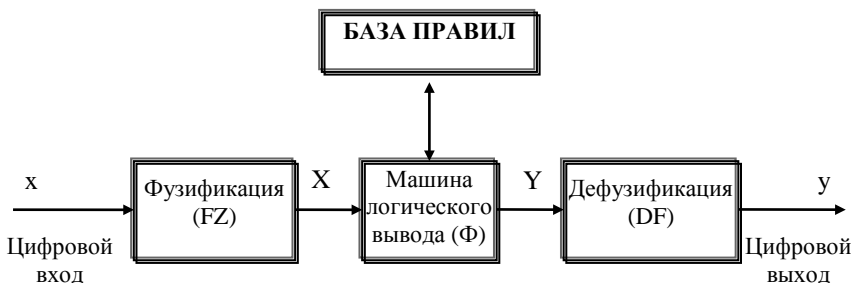 БАЗА ПРАВИЛ
x
Фузификация
(FZ)
X
Машина
логического
вывода (Ф)
Y
Дефузификация
(DF)
y
Цифровой
вход
Цифровой
выход